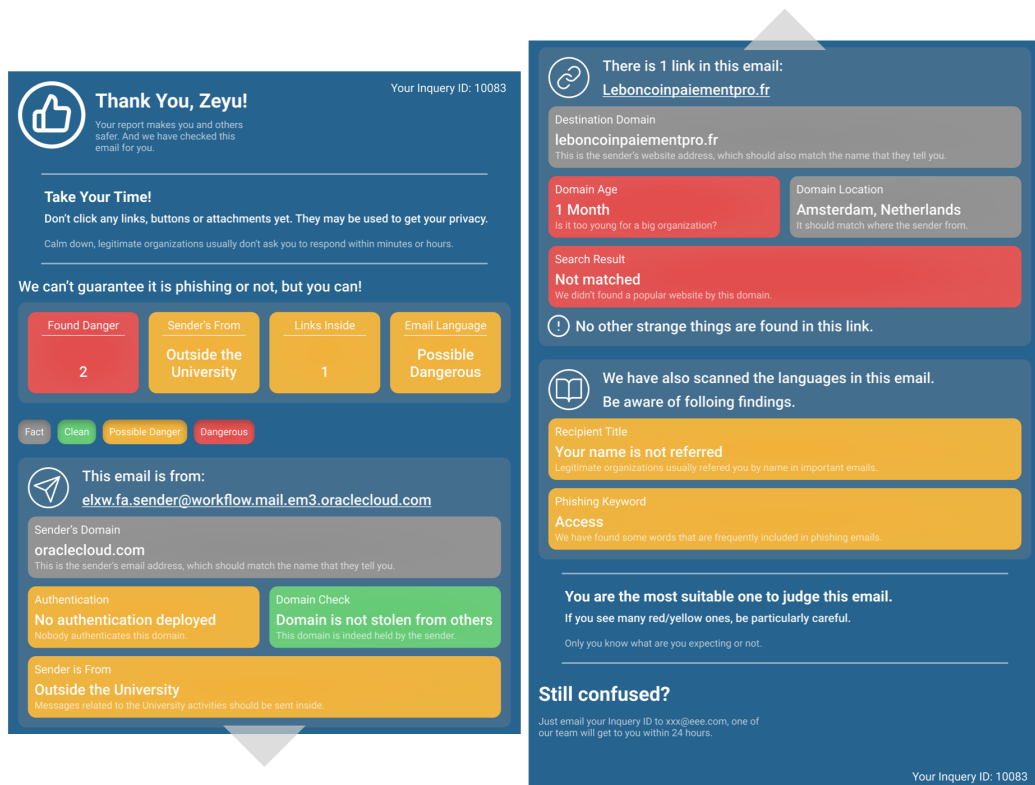 Your Inquery ID: 10083
Thank You, Zeyu!
Your report makes you and others
safer. And we have checked this
email for you.
Take Your Time!
Don't click any links, buttons or attachments yet. They may be used to get your privacy.
Calm down, legitimate organizations usually don't ask you to respond within minutes or hours.
We can't guarantee it is phishing or not, but you can!
Found Danger
2
Sender's From
Outside the
University
Links Inside
1
Email Language
Possible
Dangerous
Fact
Clean
Possible Danger
Dangerous
This email is from:
elxw.fa.sender@workflow.mail.em3.oraclecloud.com
Sender's Domain
oraclecloud.com
This is the sender's email address, which should match the name that they tell you.
Authentication
No authentication deployed
Nobody authenticates this domain.
Domain Check
Domain is not stolen from others
This domain is indeed held by the sender.
Sender is From
Outside the University
Messages related to the University activities should be sent inside.
There is 1 link in this email:
Leboncoinpaiementpro.fr
Destination Domain
leboncoinpaiementpro.fr
This is the sender's website address, which should also match the name that they tell you.
Domain Age
1 Month
Is it too young for a big organization?
Domain Location
Amsterdam, Netherlands
It should match where the sender from.
Search Result
Not matched
We didn't found a popular website by this domain.
No other strange things are found in this link.
We have also scanned the languages in this email.
Be aware of folloing findings.
Recipient Title
Your name is not referred
Legitimate organizations usually refered you by name in important emails.
Phishing Keyword
Access
We have found some words that are frequently included in phishing emails.
You are the most suitable one to judge this email.
If you see many red/yellow ones, be particularly careful.
Only you know what are you expecting or not.
Still confused?
Just email your Inquery ID to xxx@eee.com, one of
our team will get to you within 24 hours.
Your Inquery ID: 10083